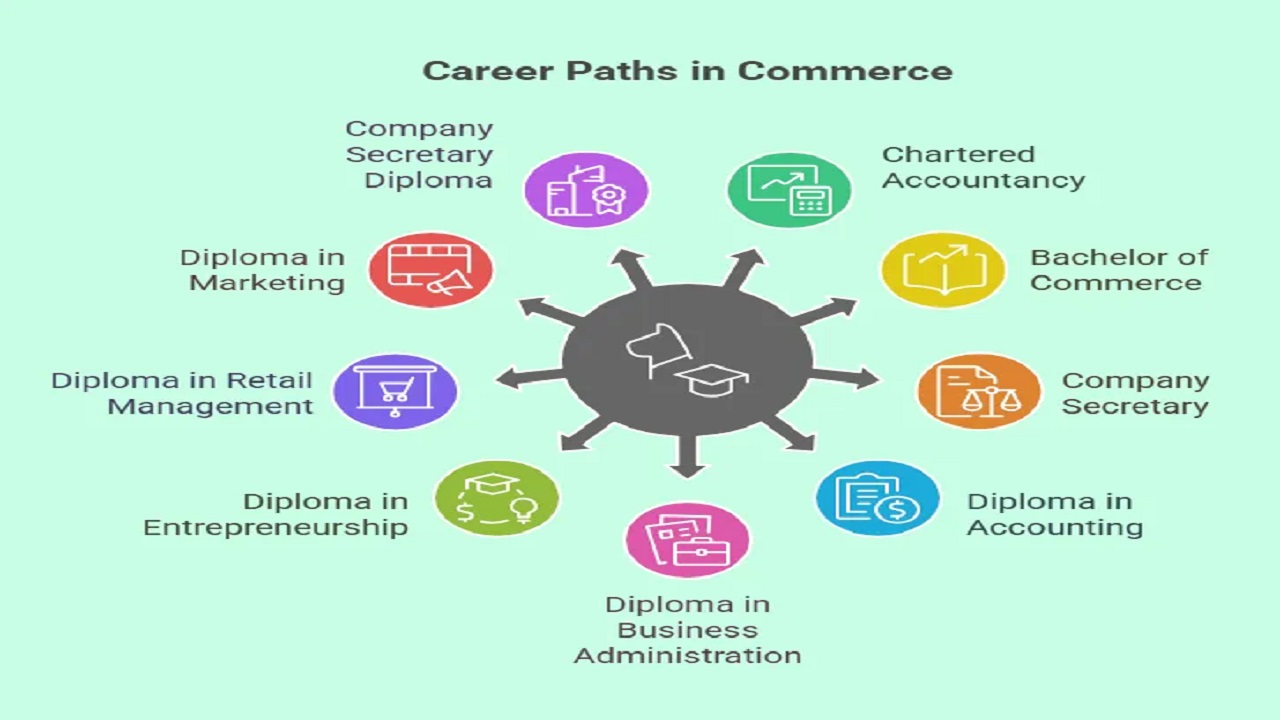 Career Paths in Commerce
Company
Secretary
Diploma
Chartered
Accountancy
Diploma in
Marketing
Bachelor of
Commerce
Diploma in Retail
Management
Company
Secretary
Diploma in
Entrepreneurship
Diploma in
Accounting
Diploma in
Business
Administration